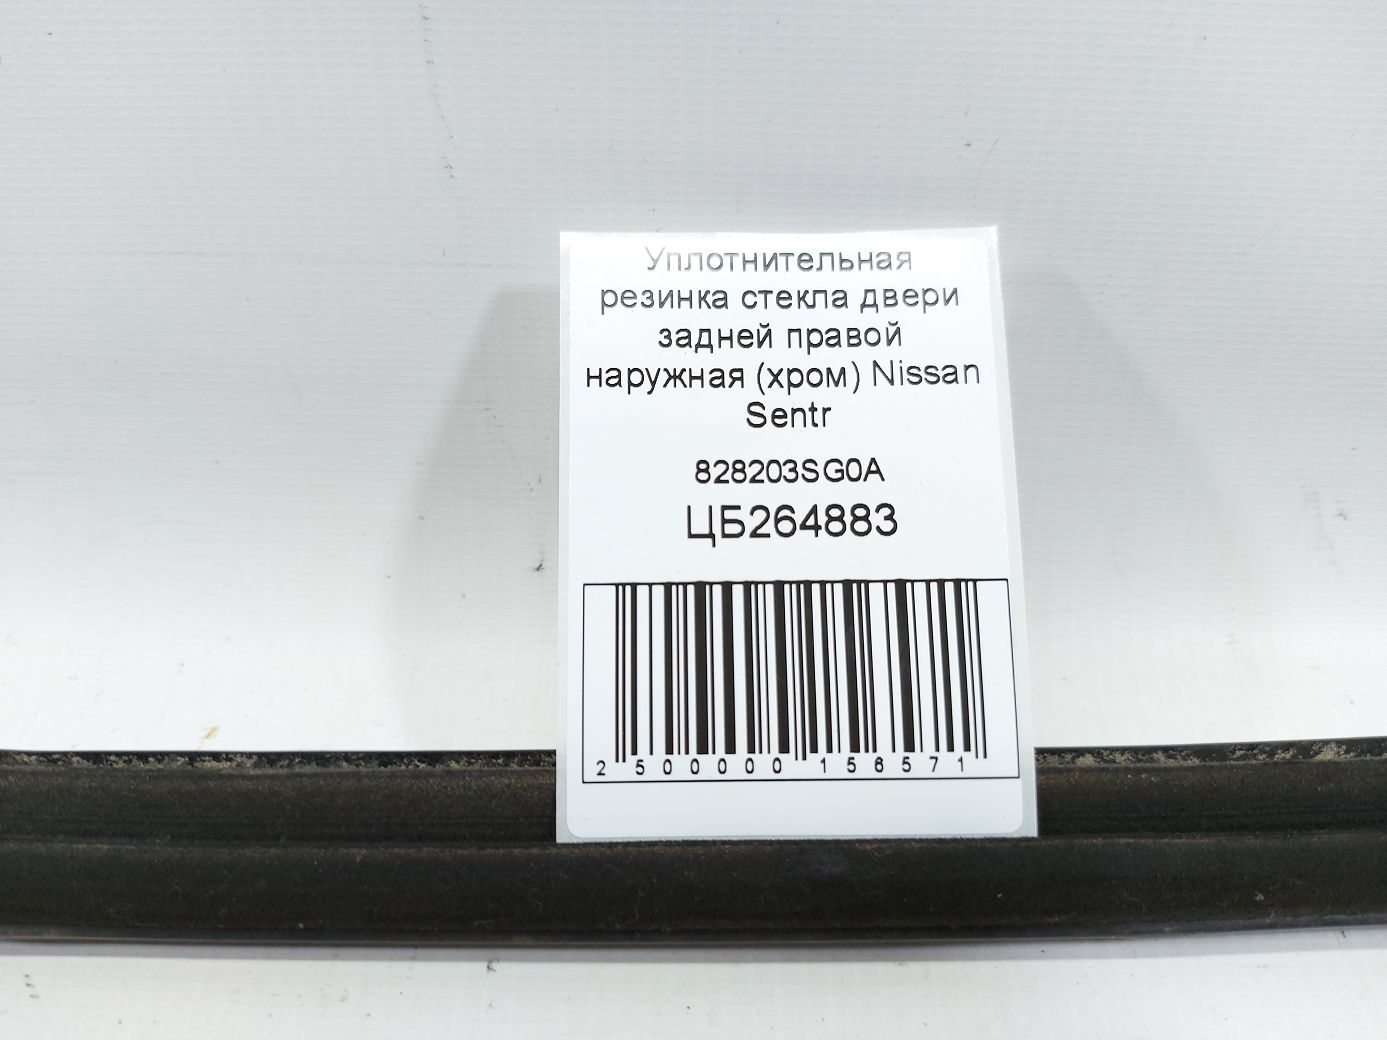 Уплотнительная
резинка стекла двери
задней правой
наружная (хром) Nissan
Sentr
828203SG0A
ЦБ264883
2 500000 156571